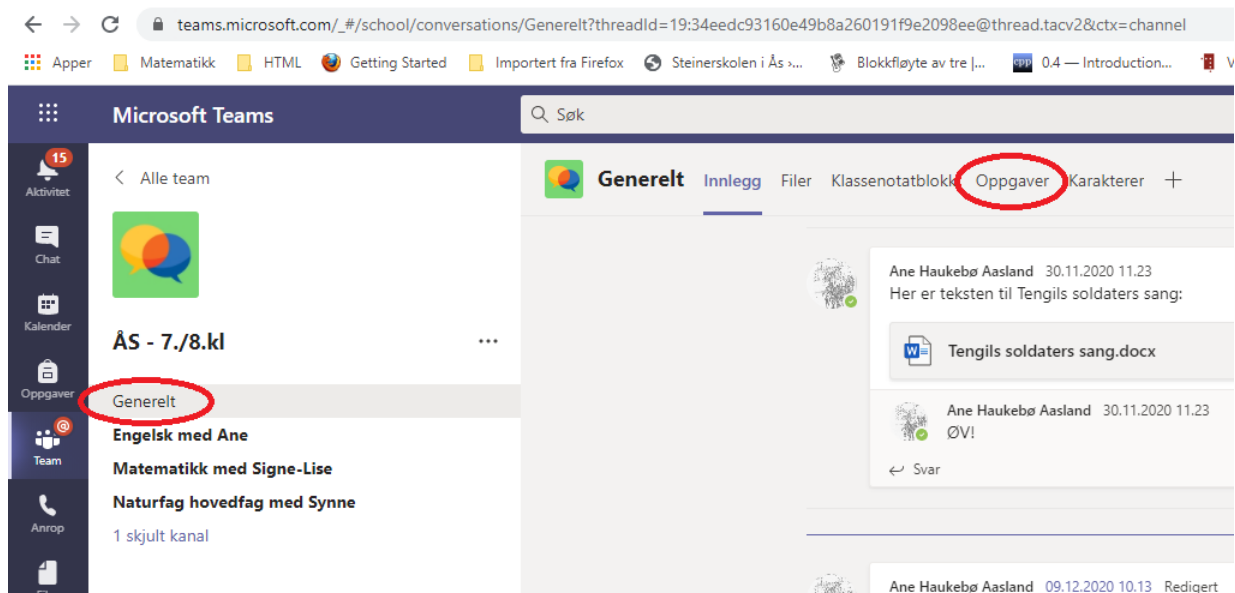 teams.microsoft.com/_#/school/conversations/Generelt?threadId=19:34eedc93160e49b8a260191f9e2098ee@thread.tacv2&ctx=channel
Apper Matematikk HTML Getting Started Importert fra Firefox Steinerskolen i Ås ›... Blokkfløyte av tre |... cpp 0.4 — Introduction...
Microsoft Teams
Søk
15
Aktivitet
Chat
Kalender
Oppgaver
@
Team
Anrop
Alle team
ÅS - 7./8.kl
...
Generelt
Engelsk med Ane
Matematikk med Signe-Lise
Naturfag hovedfag med Synne
1 skjult kanal
Generelt Innlegg Filer Klassenotatblokk Oppgaver Karakterer +
Ane Haukebø Aasland 30.11.2020 11.23
Her er teksten til Tengils soldaters sang:
W Tengils soldaters sang.docx
Ane Haukebø Aasland 30.11.2020 11.23
ØV!
Svar
Ane Haukebø Aasland 09.12.2020 10.13 Redigert